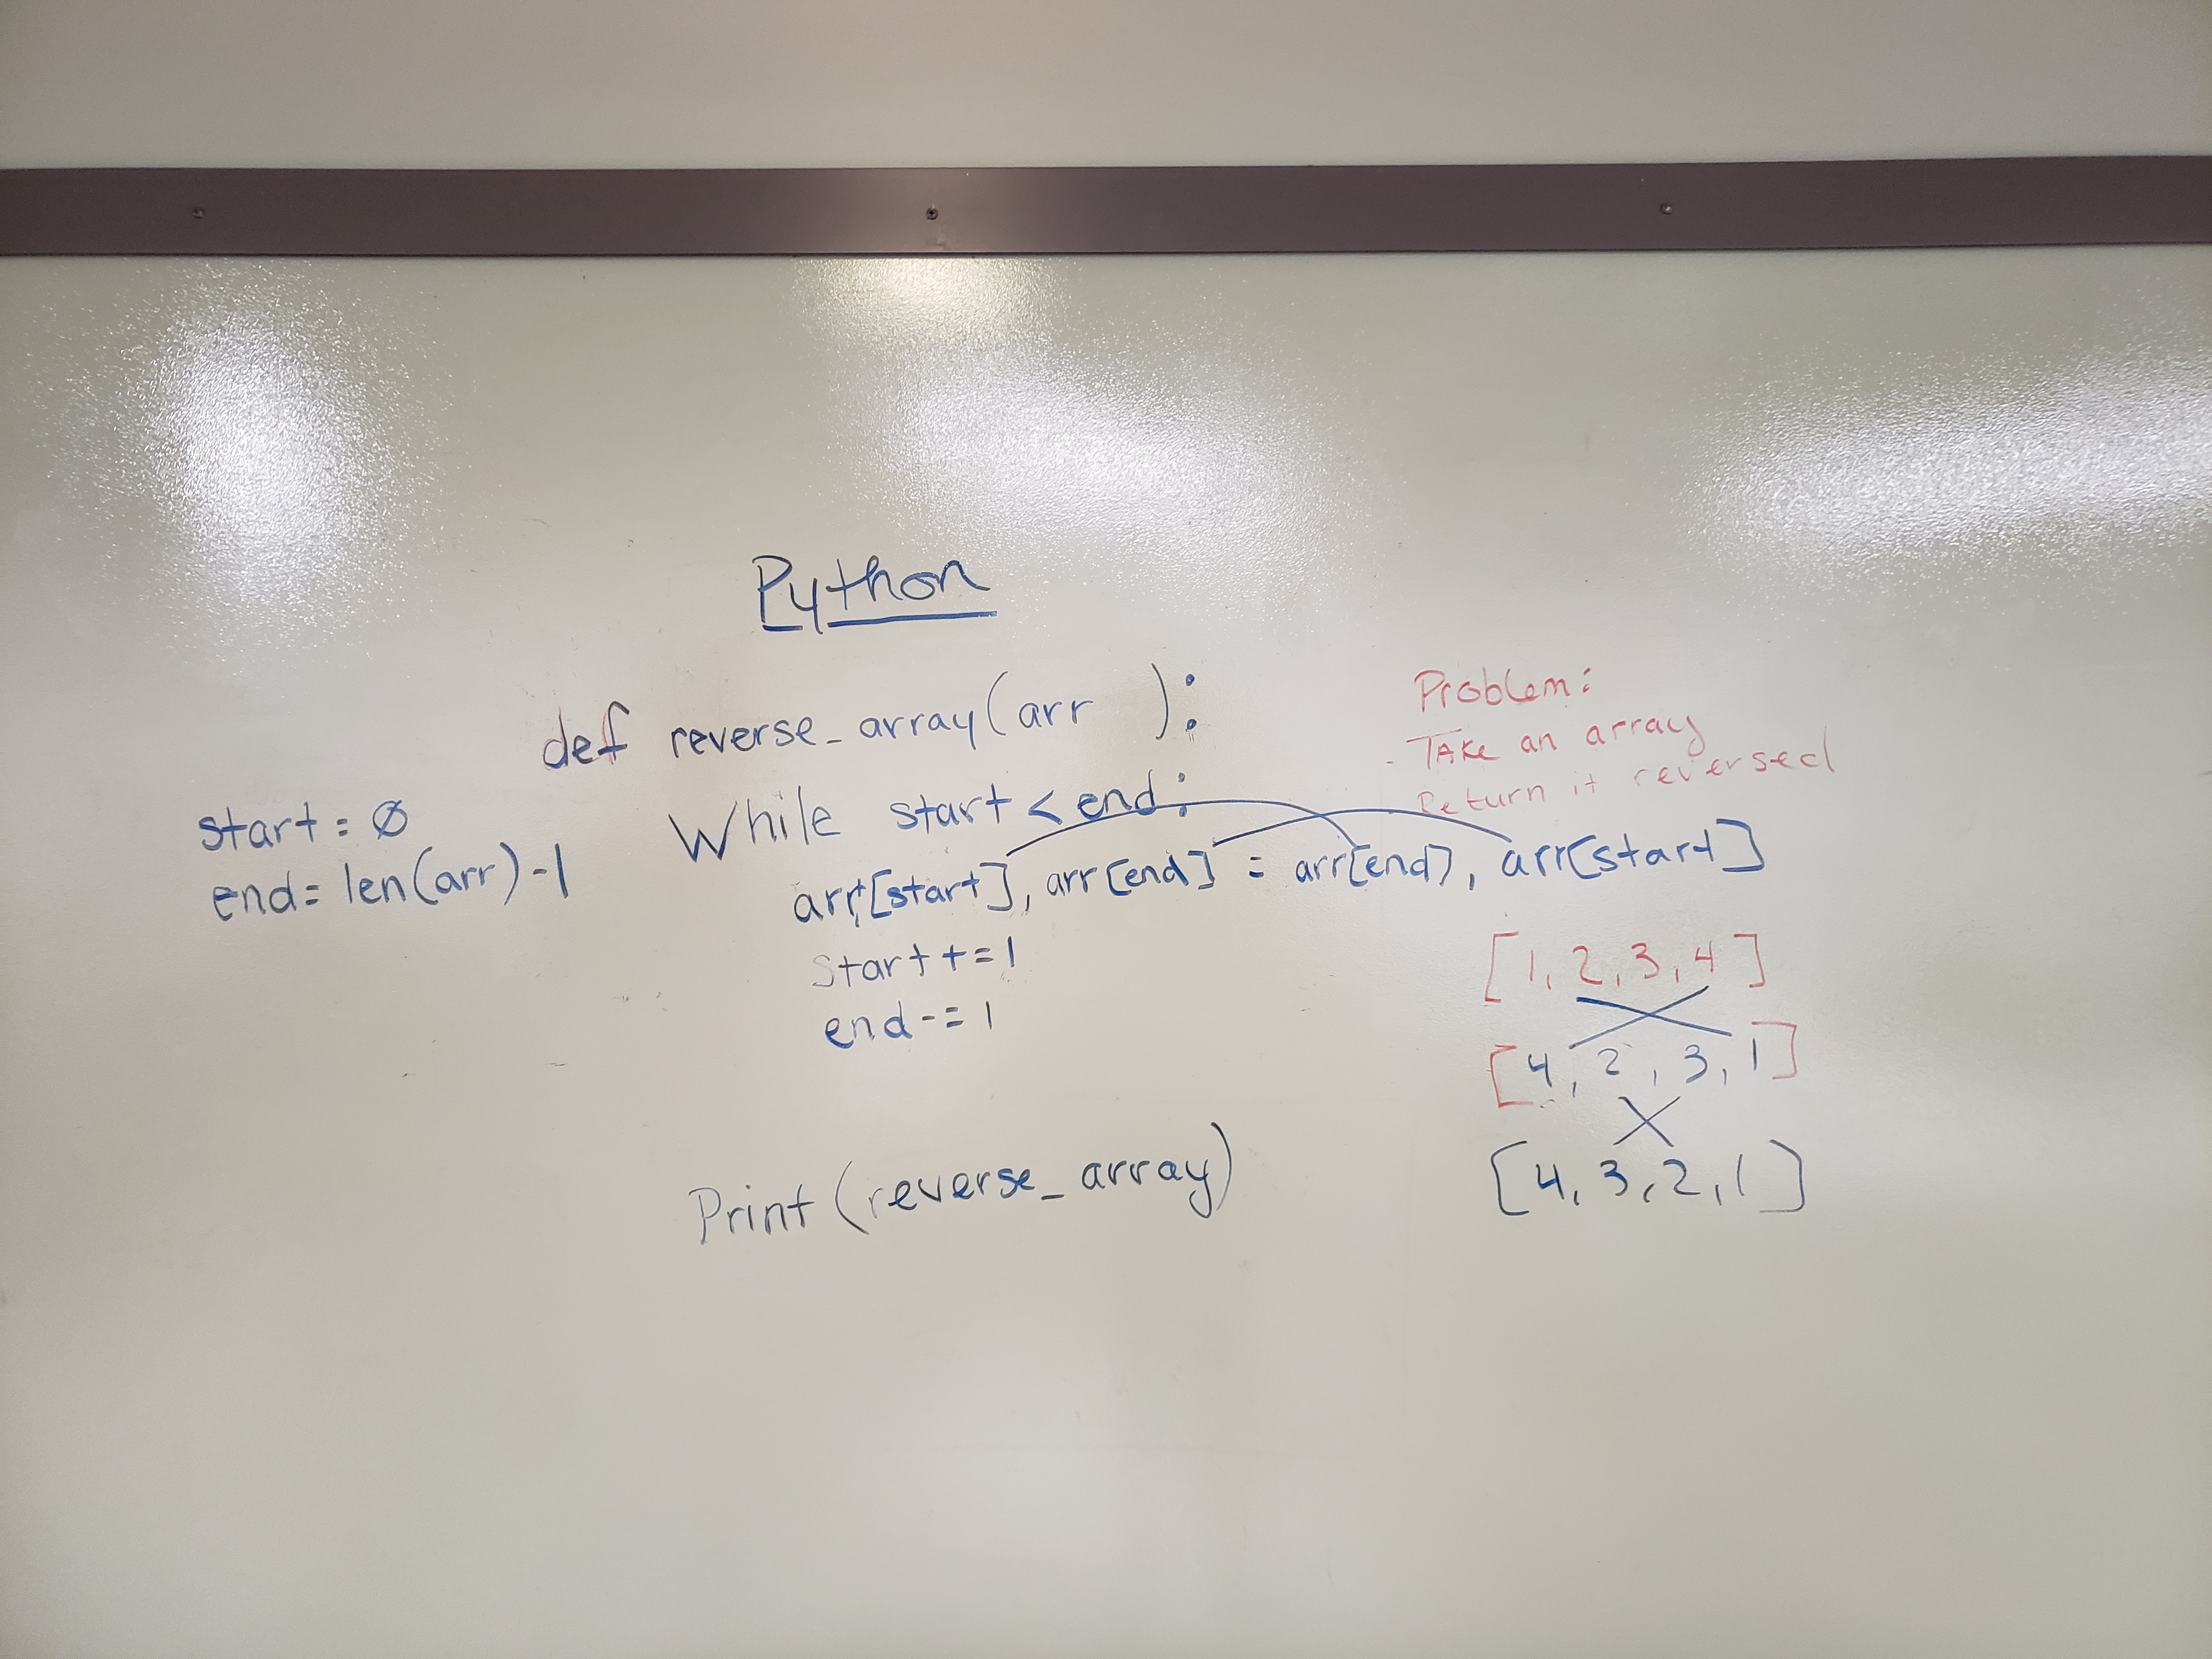 Python
def reverse_array(arr ):
start = Ø
end = len(arr)-1
While start < end:
arr[start], arr[end] = arr[end], arr[start]
start += 1
end -= 1
Print (reverse_array)
Problem:
- TAKE an array
Return it reversed
[1, 2, 3, 4]
[4, 2, 3, 1]
[4, 3, 2, 1]